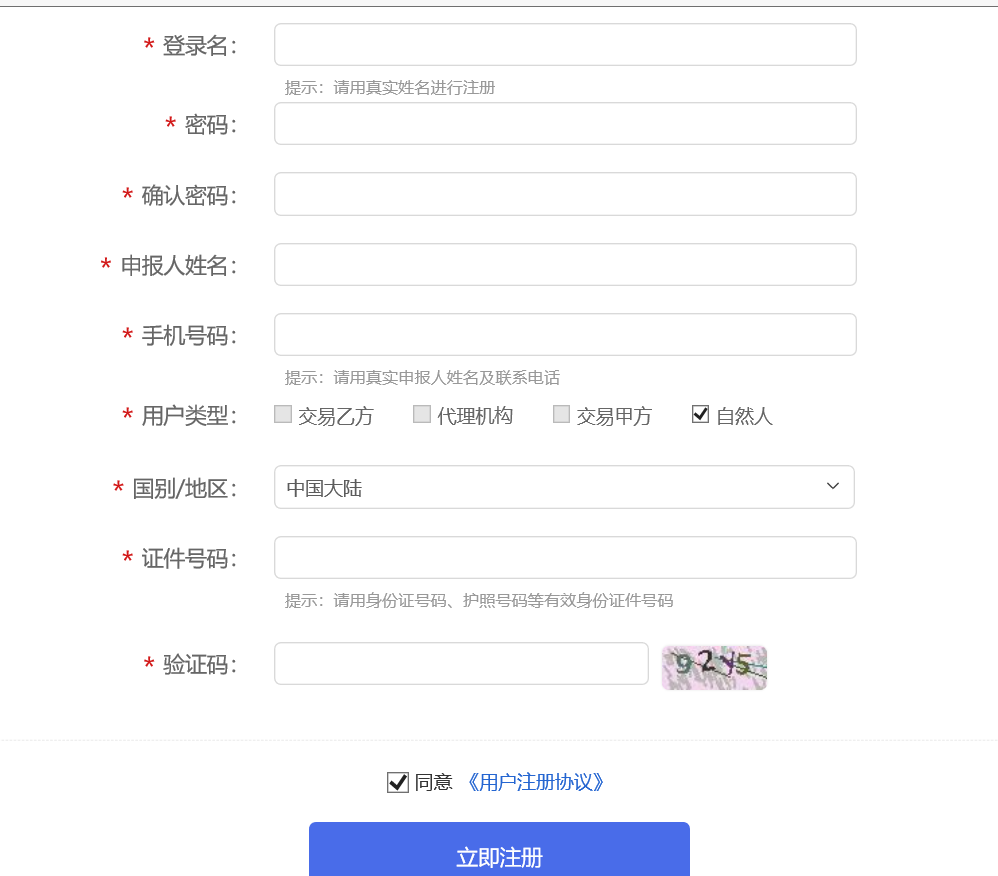 * 登录名：
提示：请用真实姓名进行注册
* 密码：
* 确认密码：
* 申报人姓名：
* 手机号码：
提示：请用真实申报人姓名及联系电话
* 用户类型： 交易乙方 代理机构 交易甲方 自然人
* 国别/地区： 中国大陆
* 证件号码：
提示：请用身份证号码、护照号码等有效身份证件号码
* 验证码： 92Y5
同意 《用户注册协议》
立即注册